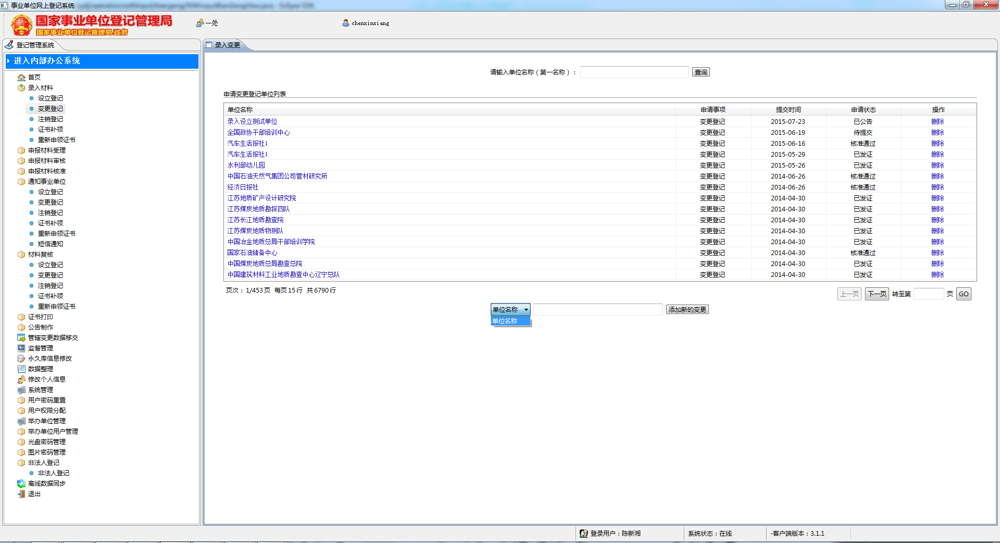 事业单位网上登记系统
国家事业单位登记管理局
国家事业单位登记管理局.政务
一处
chenxinxiang
登记管理系统
进入内部办公系统
首页
录入材料
设立登记
变更登记
注销登记
证书补领
重新申领证书
申报材料受理
申报材料审核
申报材料核准
通知事业单位
设立登记
变更登记
注销登记
证书补领
重新申领证书
短信通知
材料复核
设立登记
变更登记
注销登记
证书补领
重新申领证书
证书打印
公告制作
管辖变更数据移交
监督管理
永久库信息修改
数据整理
修改个人信息
系统管理
用户密码重置
用户权限分配
举办单位管理
举办单位用户管理
光盘密码管理
图片密码管理
非法人登记
非法人登记
离线数据同步
退出
录入变更
请输入单位名称（第一名称）： 查询
申请变更登记单位列表
单位名称 申请事项 提交时间 申请状态 操作
录入设立测试单位 变更登记 2015-07-23 已公告 删除
全国政协干部培训中心 变更登记 2015-06-19 待提交 删除
汽车生活报社1 变更登记 2015-06-16 核准通过 删除
汽车生活报社1 变更登记 2015-05-29 已发证 删除
水利部幼儿园 变更登记 2015-05-26 已发证 删除
中国石油天然气集团公司管材研究所 变更登记 2014-06-26 核准通过 删除
经济日报社 变更登记 2014-06-26 核准通过 删除
江苏地质矿产设计研究院 变更登记 2014-04-30 已发证 删除
江苏煤炭地质勘探四队 变更登记 2014-04-30 已发证 删除
江苏长江地质勘查院 变更登记 2014-04-30 已发证 删除
江苏煤炭地质物测队 变更登记 2014-04-30 已发证 删除
中国冶金地质总局干部培训学院 变更登记 2014-04-30 已发证 删除
国家石油储备中心 变更登记 2014-04-30 核准通过 删除
中国煤炭地质总局勘查总院 变更登记 2014-04-30 已发证 删除
中国建筑材料工业地质勘查中心辽宁总队 变更登记 2014-04-30 已发证 删除
页次：1/453页 每页15行 共6790行
上一页 下一页 转至第 页 GO
单位名称 添加新的变更
单位名称
登录用户：陈新湘 系统状态：在线 -客户端版本：3.1.1